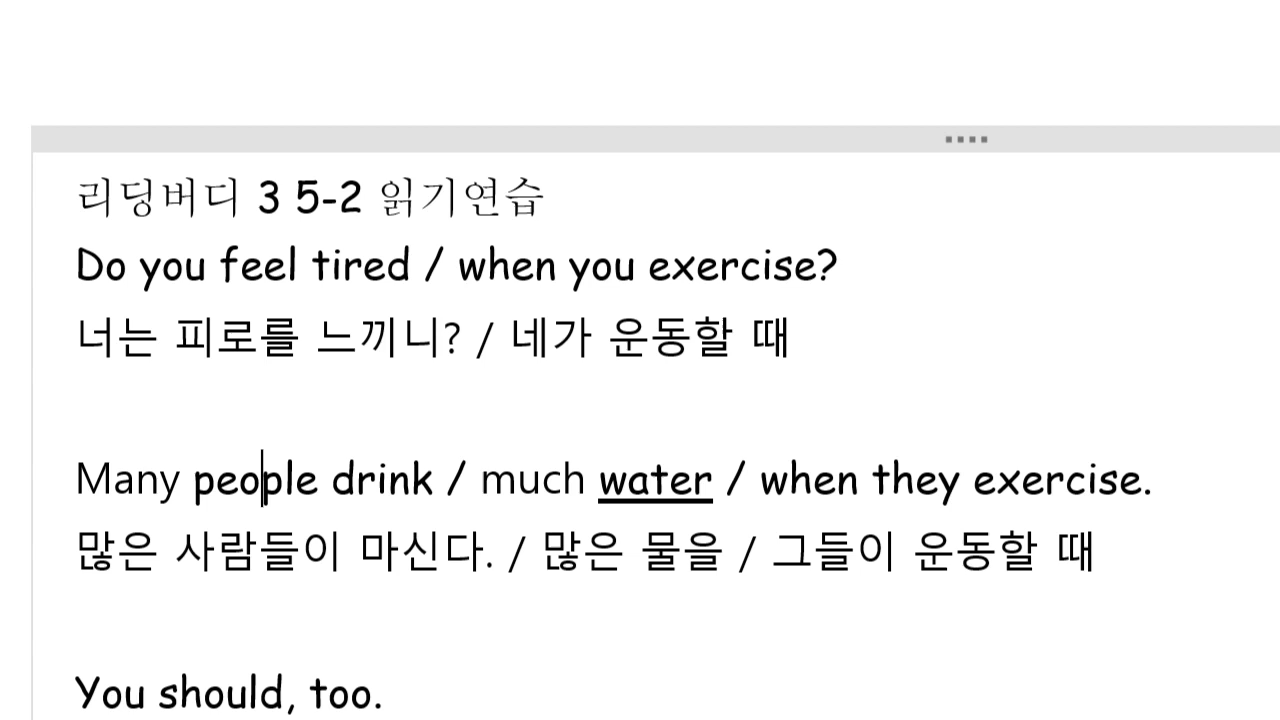 리딩버디 3 5-2 읽기연습
Do you feel tired / when you exercise?
너는 피로를 느끼니? / 네가 운동할 때
Many people drink / much water / when they exercise.
많은 사람들이 마신다. / 많은 물을 / 그들이 운동할 때
You should, too.